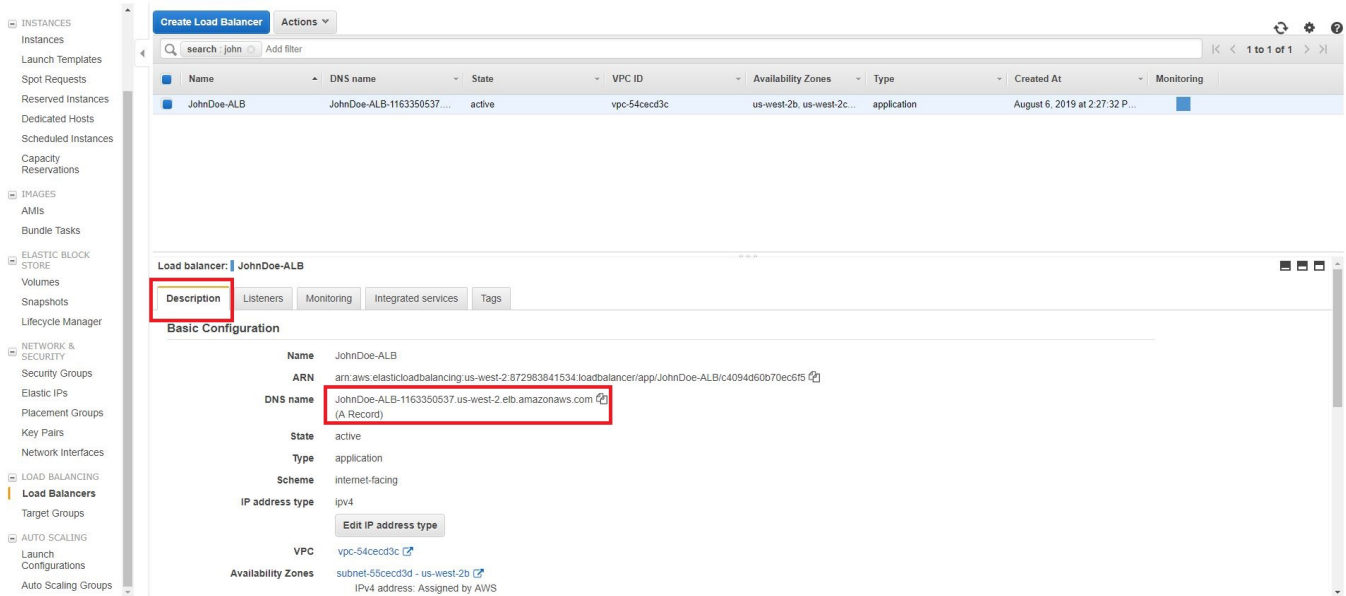 INSTANCES
Instances
Launch Templates
Spot Requests
Reserved Instances
Dedicated Hosts
Scheduled Instances
Capacity
Reservations
IMAGES
AMIs
Bundle Tasks
ELASTIC BLOCK
STORE
Volumes
Snapshots
Lifecycle Manager
NETWORK &
SECURITY
Security Groups
Elastic IPs
Placement Groups
Key Pairs
Network Interfaces
LOAD BALANCING
Load Balancers
Target Groups
AUTO SCALING
Launch
Configurations
Auto Scaling Groups
Create Load Balancer Actions
search : john Add filter 1 to 1 of 1
Name DNS name State VPC ID Availability Zones Type Created At Monitoring
JohnDoe-ALB JohnDoe-ALB-1163350537.... active vpc-54cecd3c us-west-2b, us-west-2c... application August 6, 2019 at 2:27:32 P...
Load balancer: JohnDoe-ALB
Description Listeners Monitoring Integrated services Tags
Basic Configuration
Name JohnDoe-ALB
ARN arn:aws:elasticloadbalancing:us-west-2:872983841534:loadbalancer/app/JohnDoe-ALB/c4094d60b70ec6f5
DNS name JohnDoe-ALB-1163350537.us-west-2.elb.amazonaws.com
(A Record)
State active
Type application
Scheme internet-facing
IP address type ipv4
Edit IP address type
VPC vpc-54cecd3c
Availability Zones subnet-55cecd3d - us-west-2b
IPv4 address: Assigned by AWS